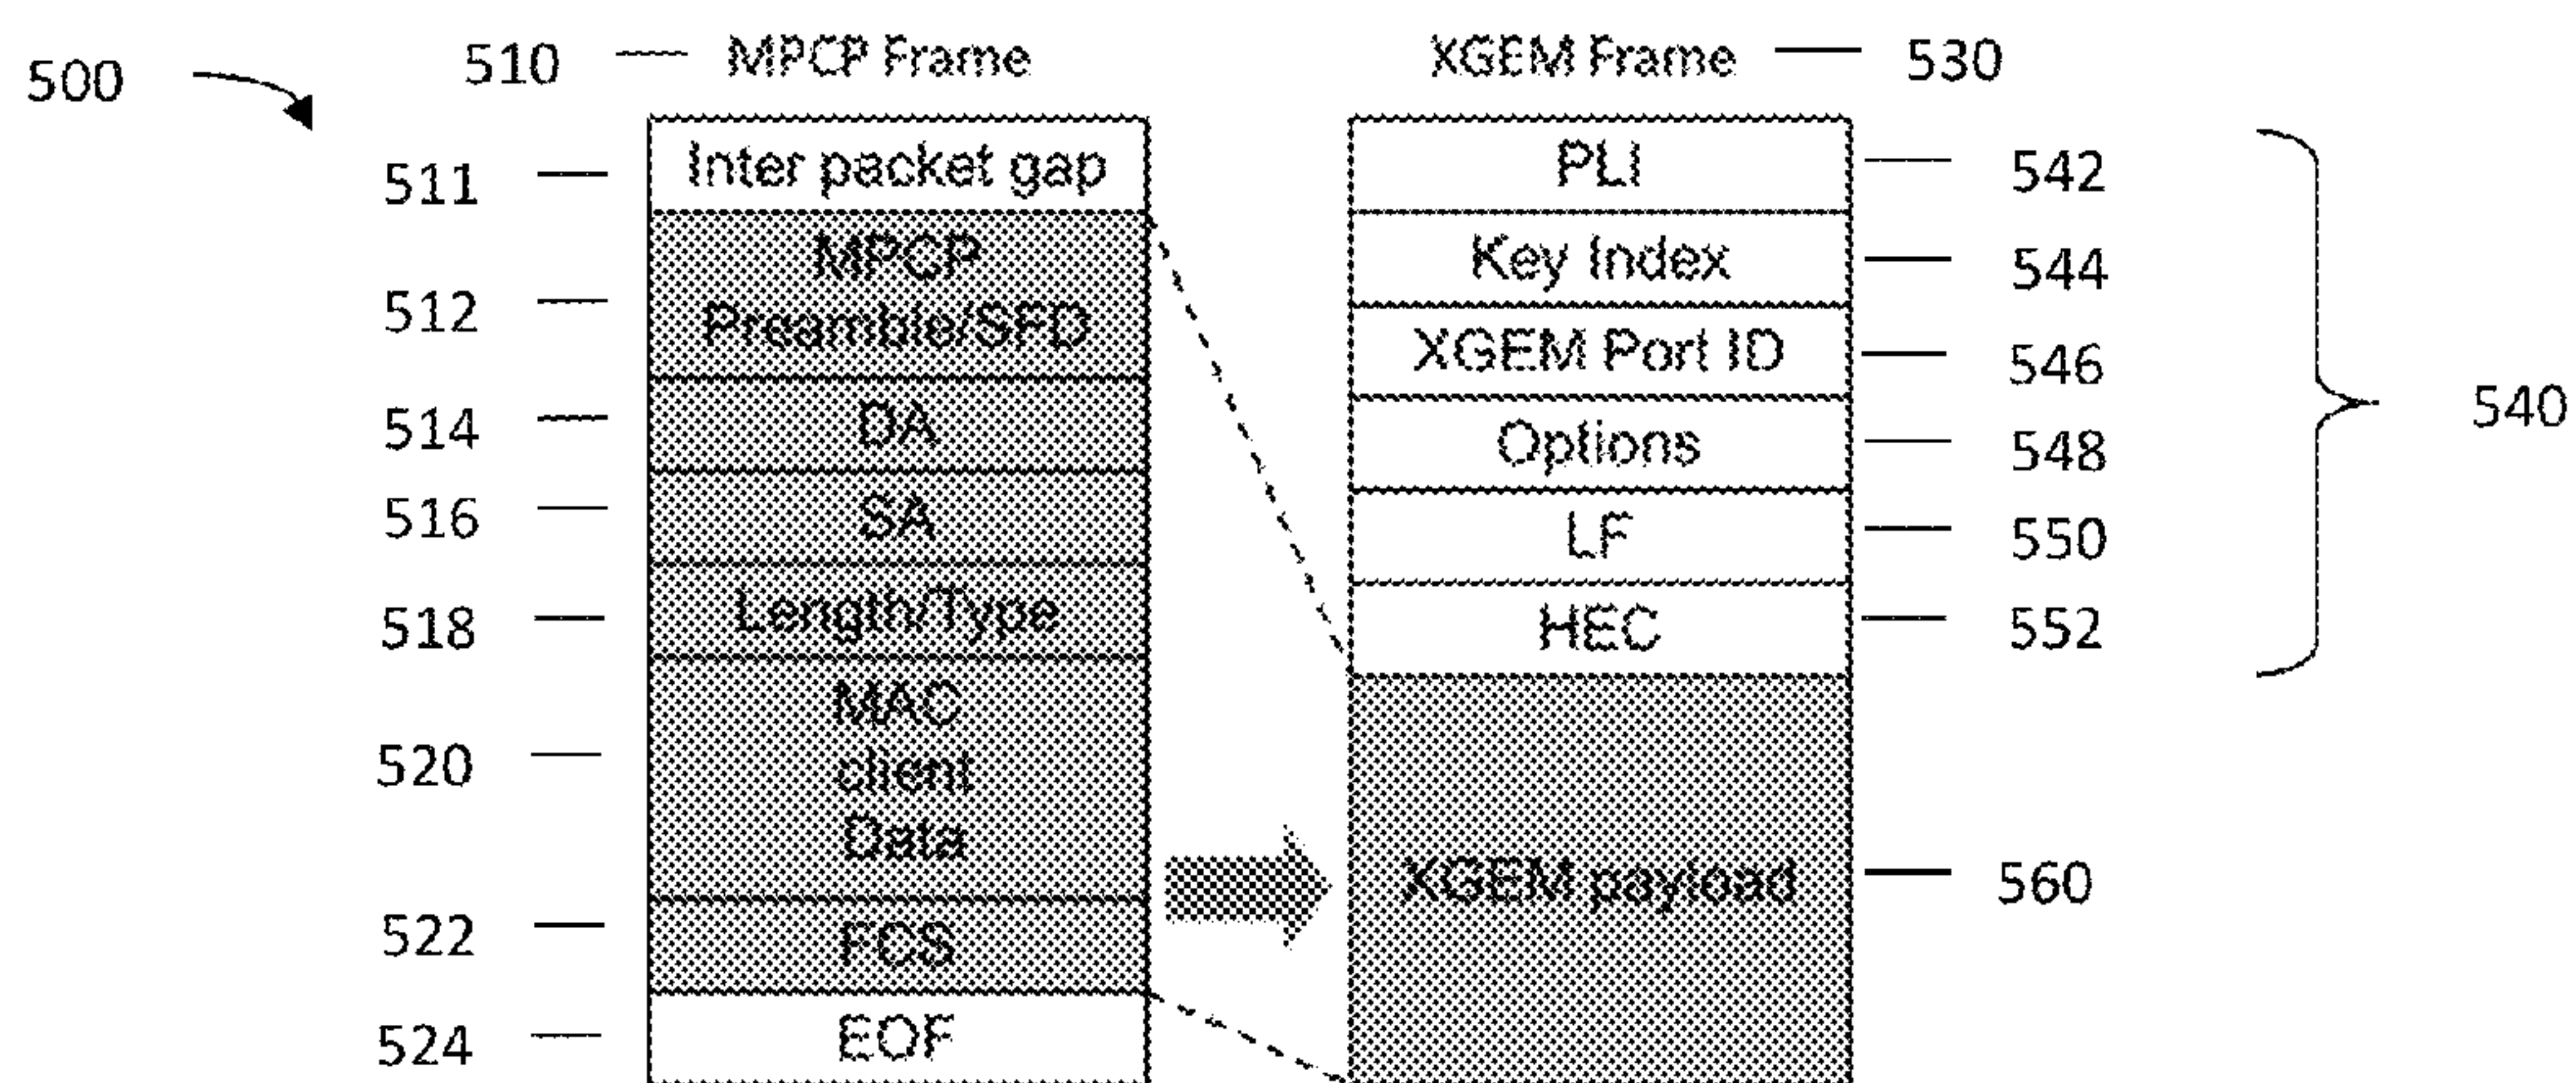 500
510 MPCP Frame XGEM Frame 530
511 Inter packet gap PLI 542
512 MPCP Preamble/SFD Key Index 544
XGEM Port ID 546
514 DA Options 548 540
516 SA LF 550
518 Length/Type HEC 552
520 MAC
client
Data
XGEM payload 560
522 FCS
524 EOF